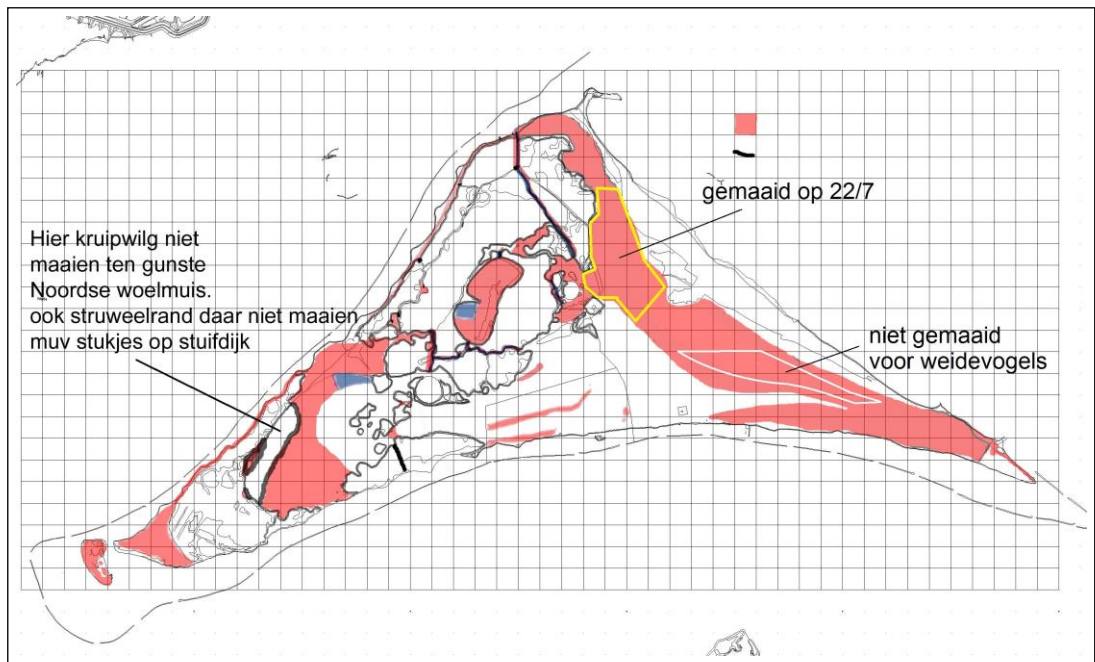 gemaaid op 22/7
Hier kruipwilg niet
maaien ten gunste
Noordse woelmuis.
ook struweelrand daar niet maaien
muv stukjes op stuifdijk
niet gemaaid
voor weidevogels